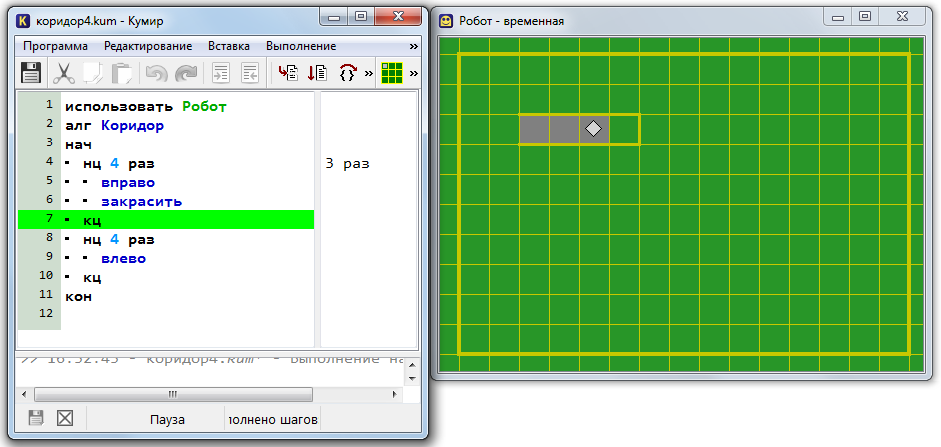 коридор4.kum - Кумир
Программа Редактирование Вставка Выполнение »
» »
1 использовать Робот
2 алг Коридор
3 нач
4 нц 4 раз 3 раз
5 вправо
6 закрасить
7 кц
8 нц 4 раз
9 влево
10 кц
11 кон
12
>> 16:52:45 - коридор4.kum* - Выполнение на
Пауза олнено шагов
Робот - временная